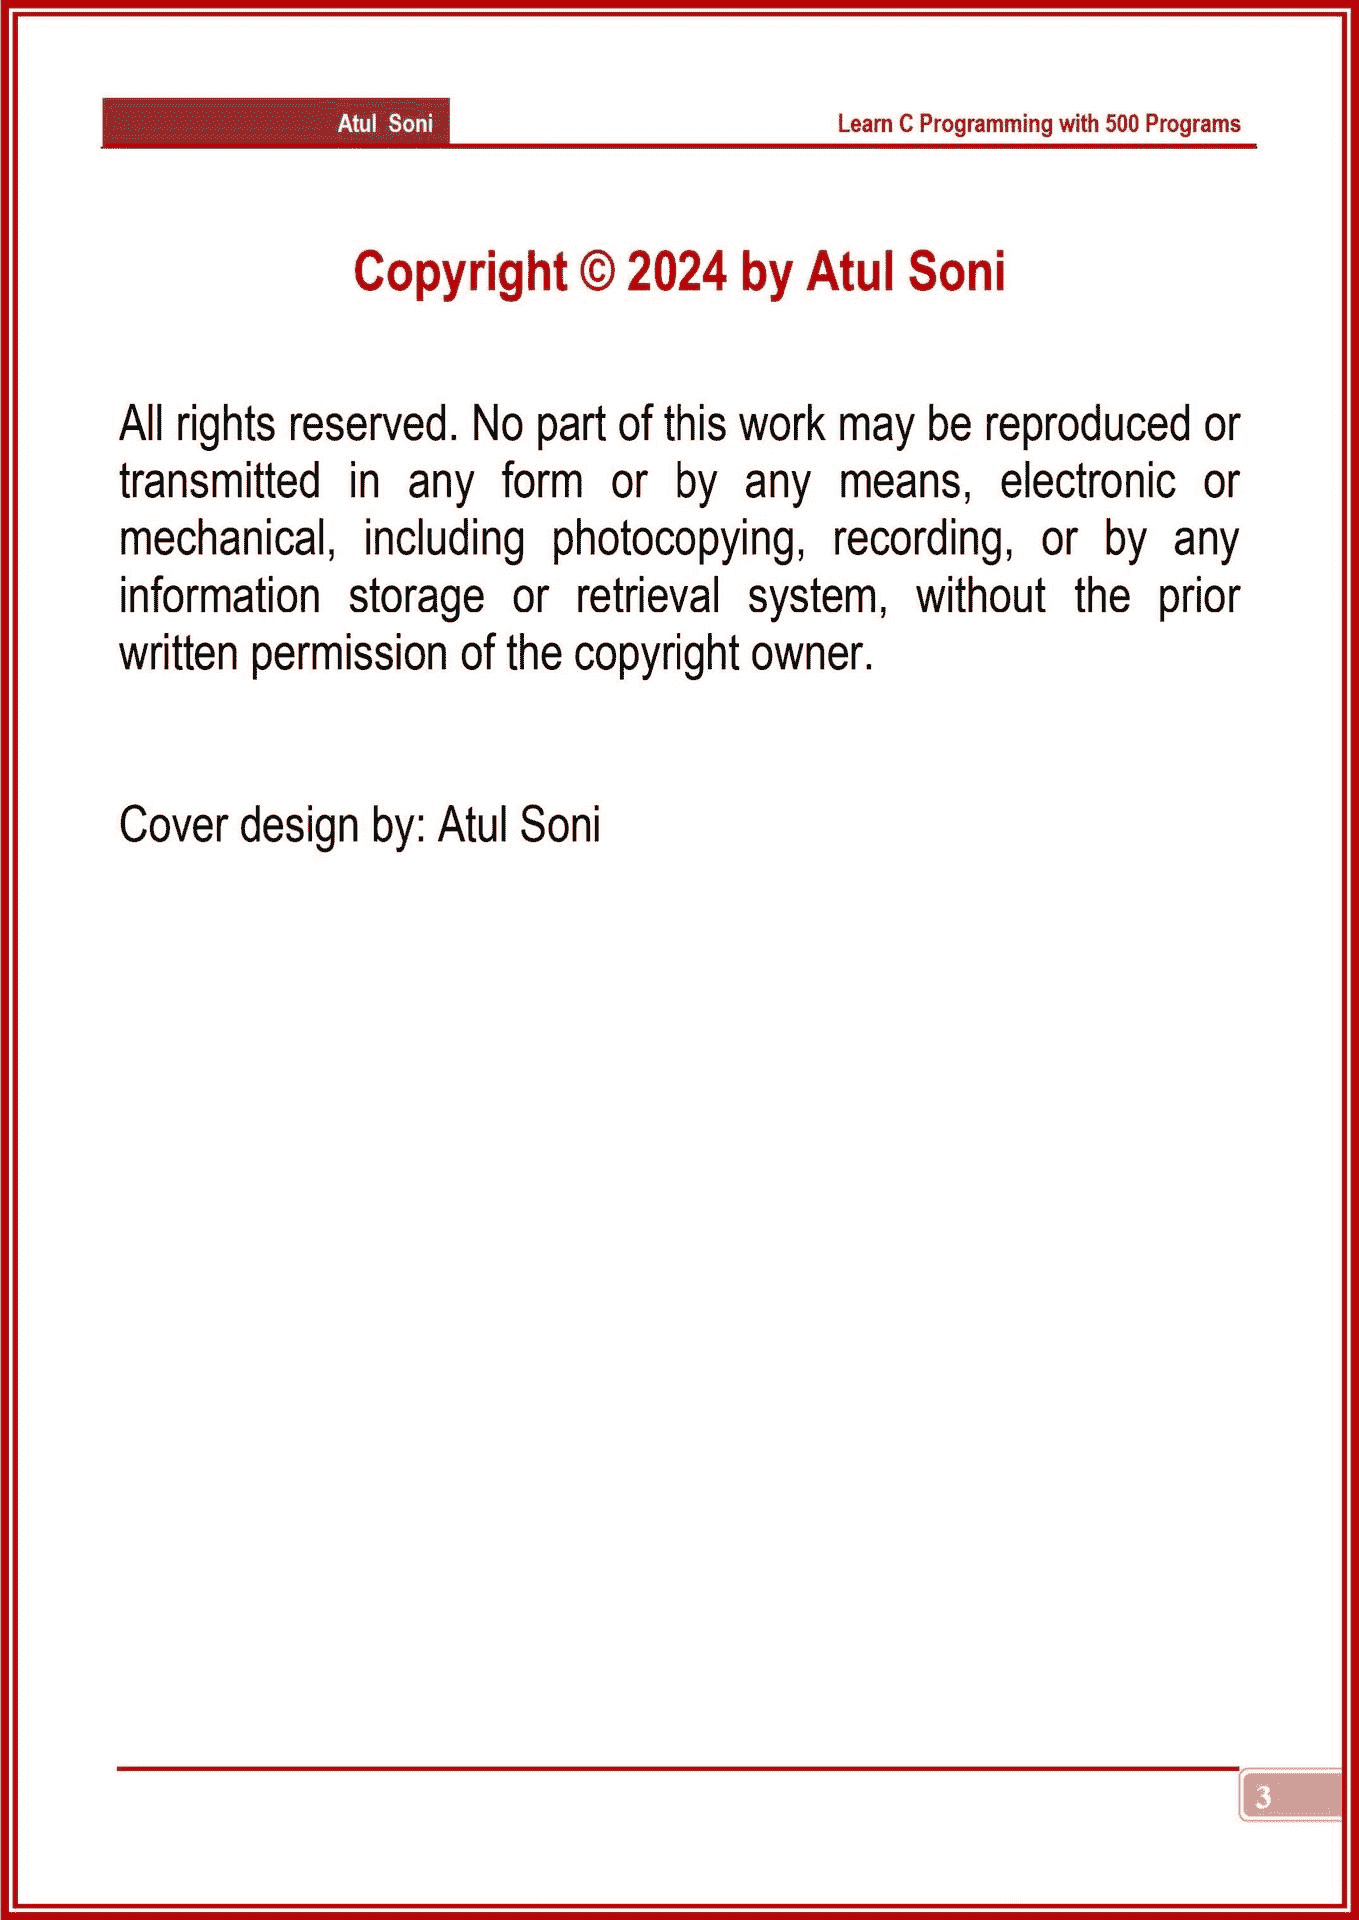 Atul Soni
Learn C Programming with 500 Programs
Copyright © 2024 by Atul Soni
All rights reserved. No part of this work may be reproduced or
transmitted in any form or by any means, electronic or
mechanical, including photocopying, recording, or by any
information storage or retrieval system, without the prior
written permission of the copyright owner.
Cover design by: Atul Soni
3